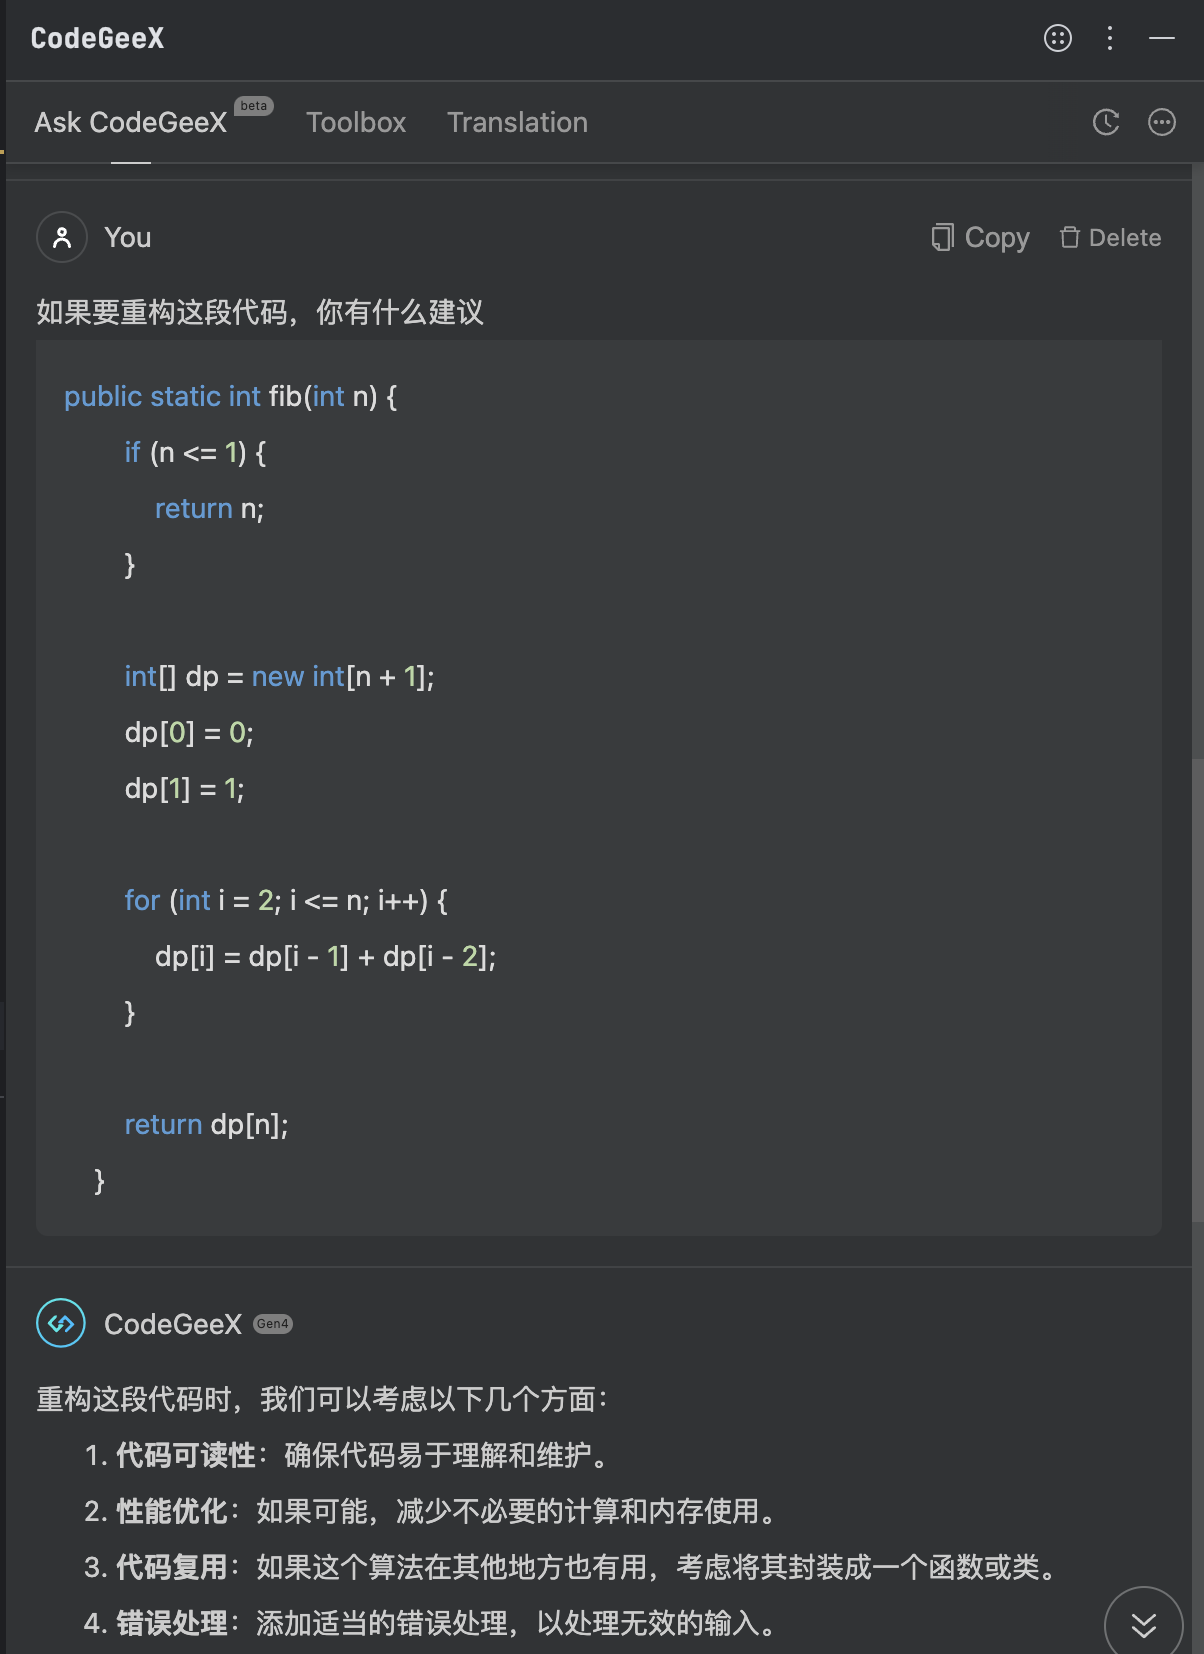 CodeGeeX
Ask CodeGeeX beta Toolbox Translation
You Copy Delete
如果要重构这段代码，你有什么建议
public static int fib(int n) {
if (n <= 1) {
return n;
}
int[] dp = new int[n + 1];
dp[0] = 0;
dp[1] = 1;
for (int i = 2; i <= n; i++) {
dp[i] = dp[i - 1] + dp[i - 2];
}
return dp[n];
}
CodeGeeX Gen4
重构这段代码时，我们可以考虑以下几个方面：
1. 代码可读性：确保代码易于理解和维护。
2. 性能优化：如果可能，减少不必要的计算和内存使用。
3. 代码复用：如果这个算法在其他地方也有用，考虑将其封装成一个函数或类。
4. 错误处理：添加适当的错误处理，以处理无效的输入。